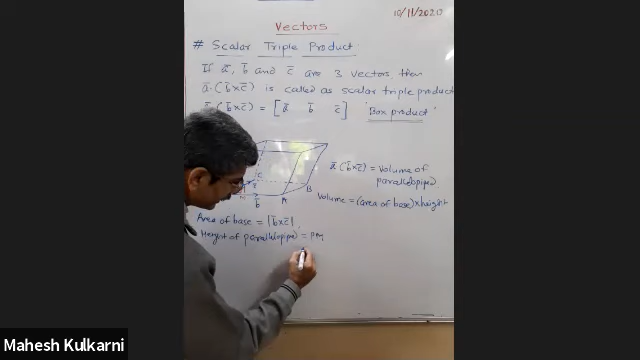 10/11/2020
Vectors
# Scalar Triple Product
If a̅, b̅ and c̅ are 3 vectors, then
a̅.(b̅×c̅) is called as scalar triple product
a̅.(b̅×c̅) = [a̅ b̅ c̅] "Box product"
a̅.(b̅×c̅) = Volume of
parallelopiped
Volume = (area of base)×height
c̅
b̅
A
B
Area of base = |b̅×c̅|
Height of parallelopiped = PM
Mahesh Kulkarni